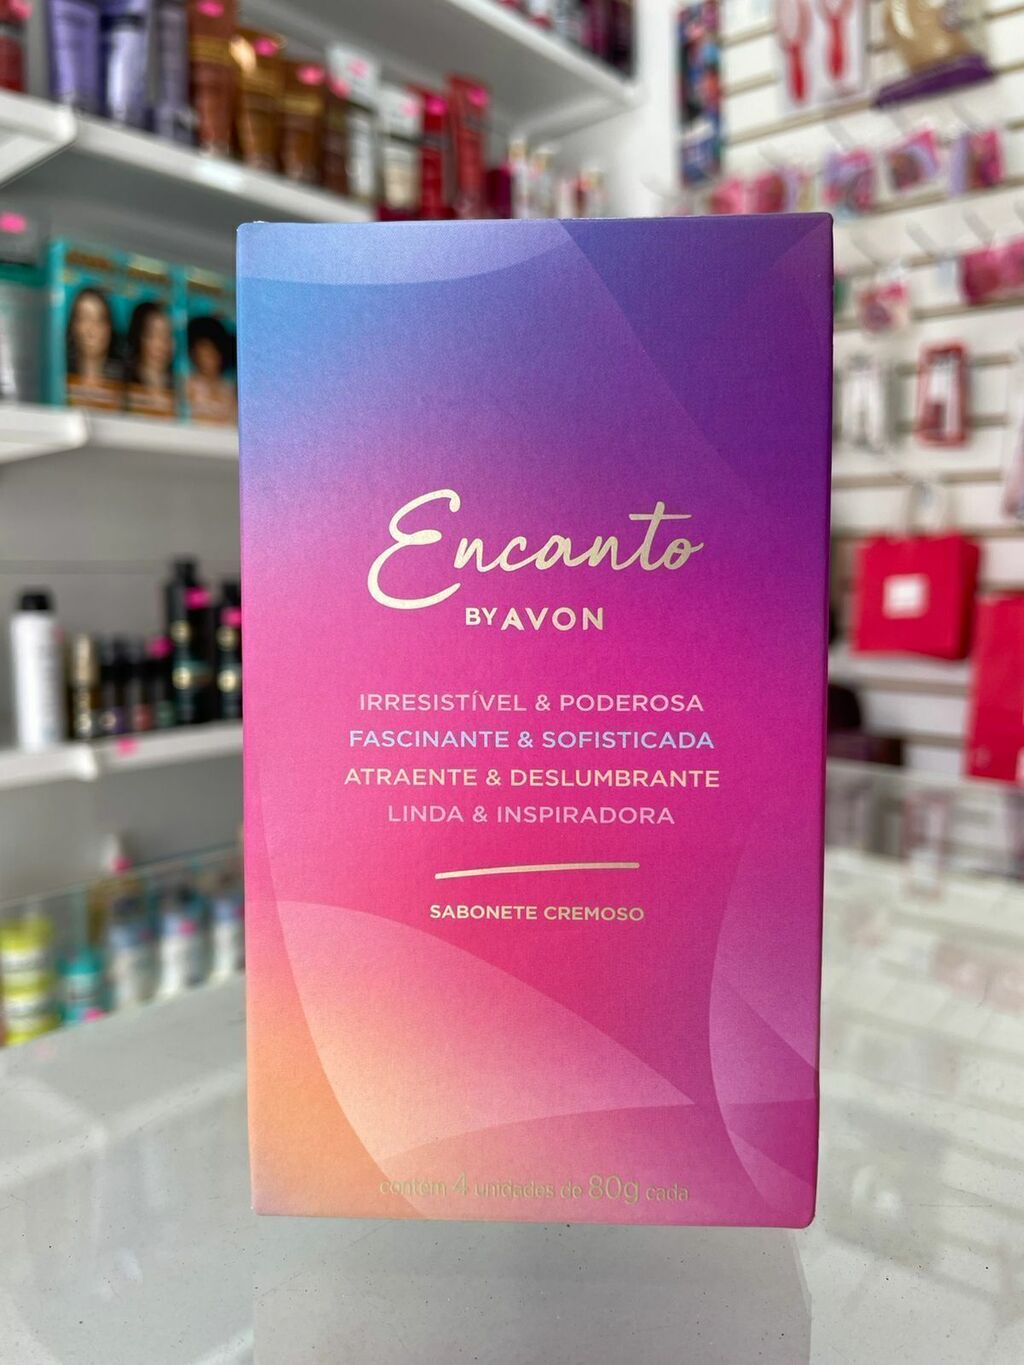 Encanto
BY AVON
IRRESISTÍVEL & PODEROSA
FASCINANTE & SOFISTICADA
ATRAENTE & DESLUMBRANTE
LINDA & INSPIRADORA
SABONETE CREMOSO
contém 4 unidades de 80g cada